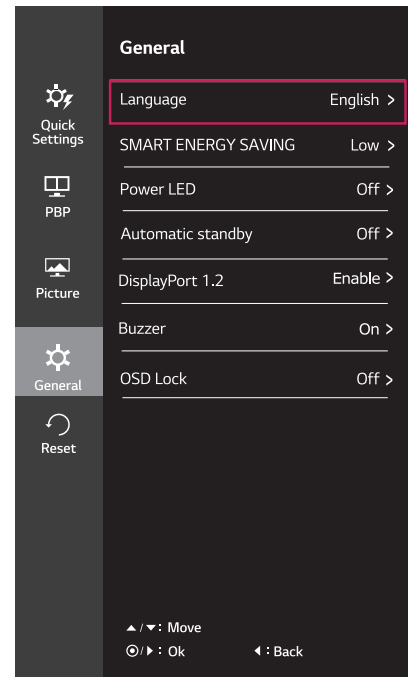 General
Quick
Settings
PBP
Picture
General
Reset
Language English >
SMART ENERGY SAVING Low >
Power LED Off >
Automatic standby Off >
DisplayPort 1.2 Enable >
Buzzer On >
OSD Lock Off >
▲/▼: Move
◉/▶: Ok ◀: Back